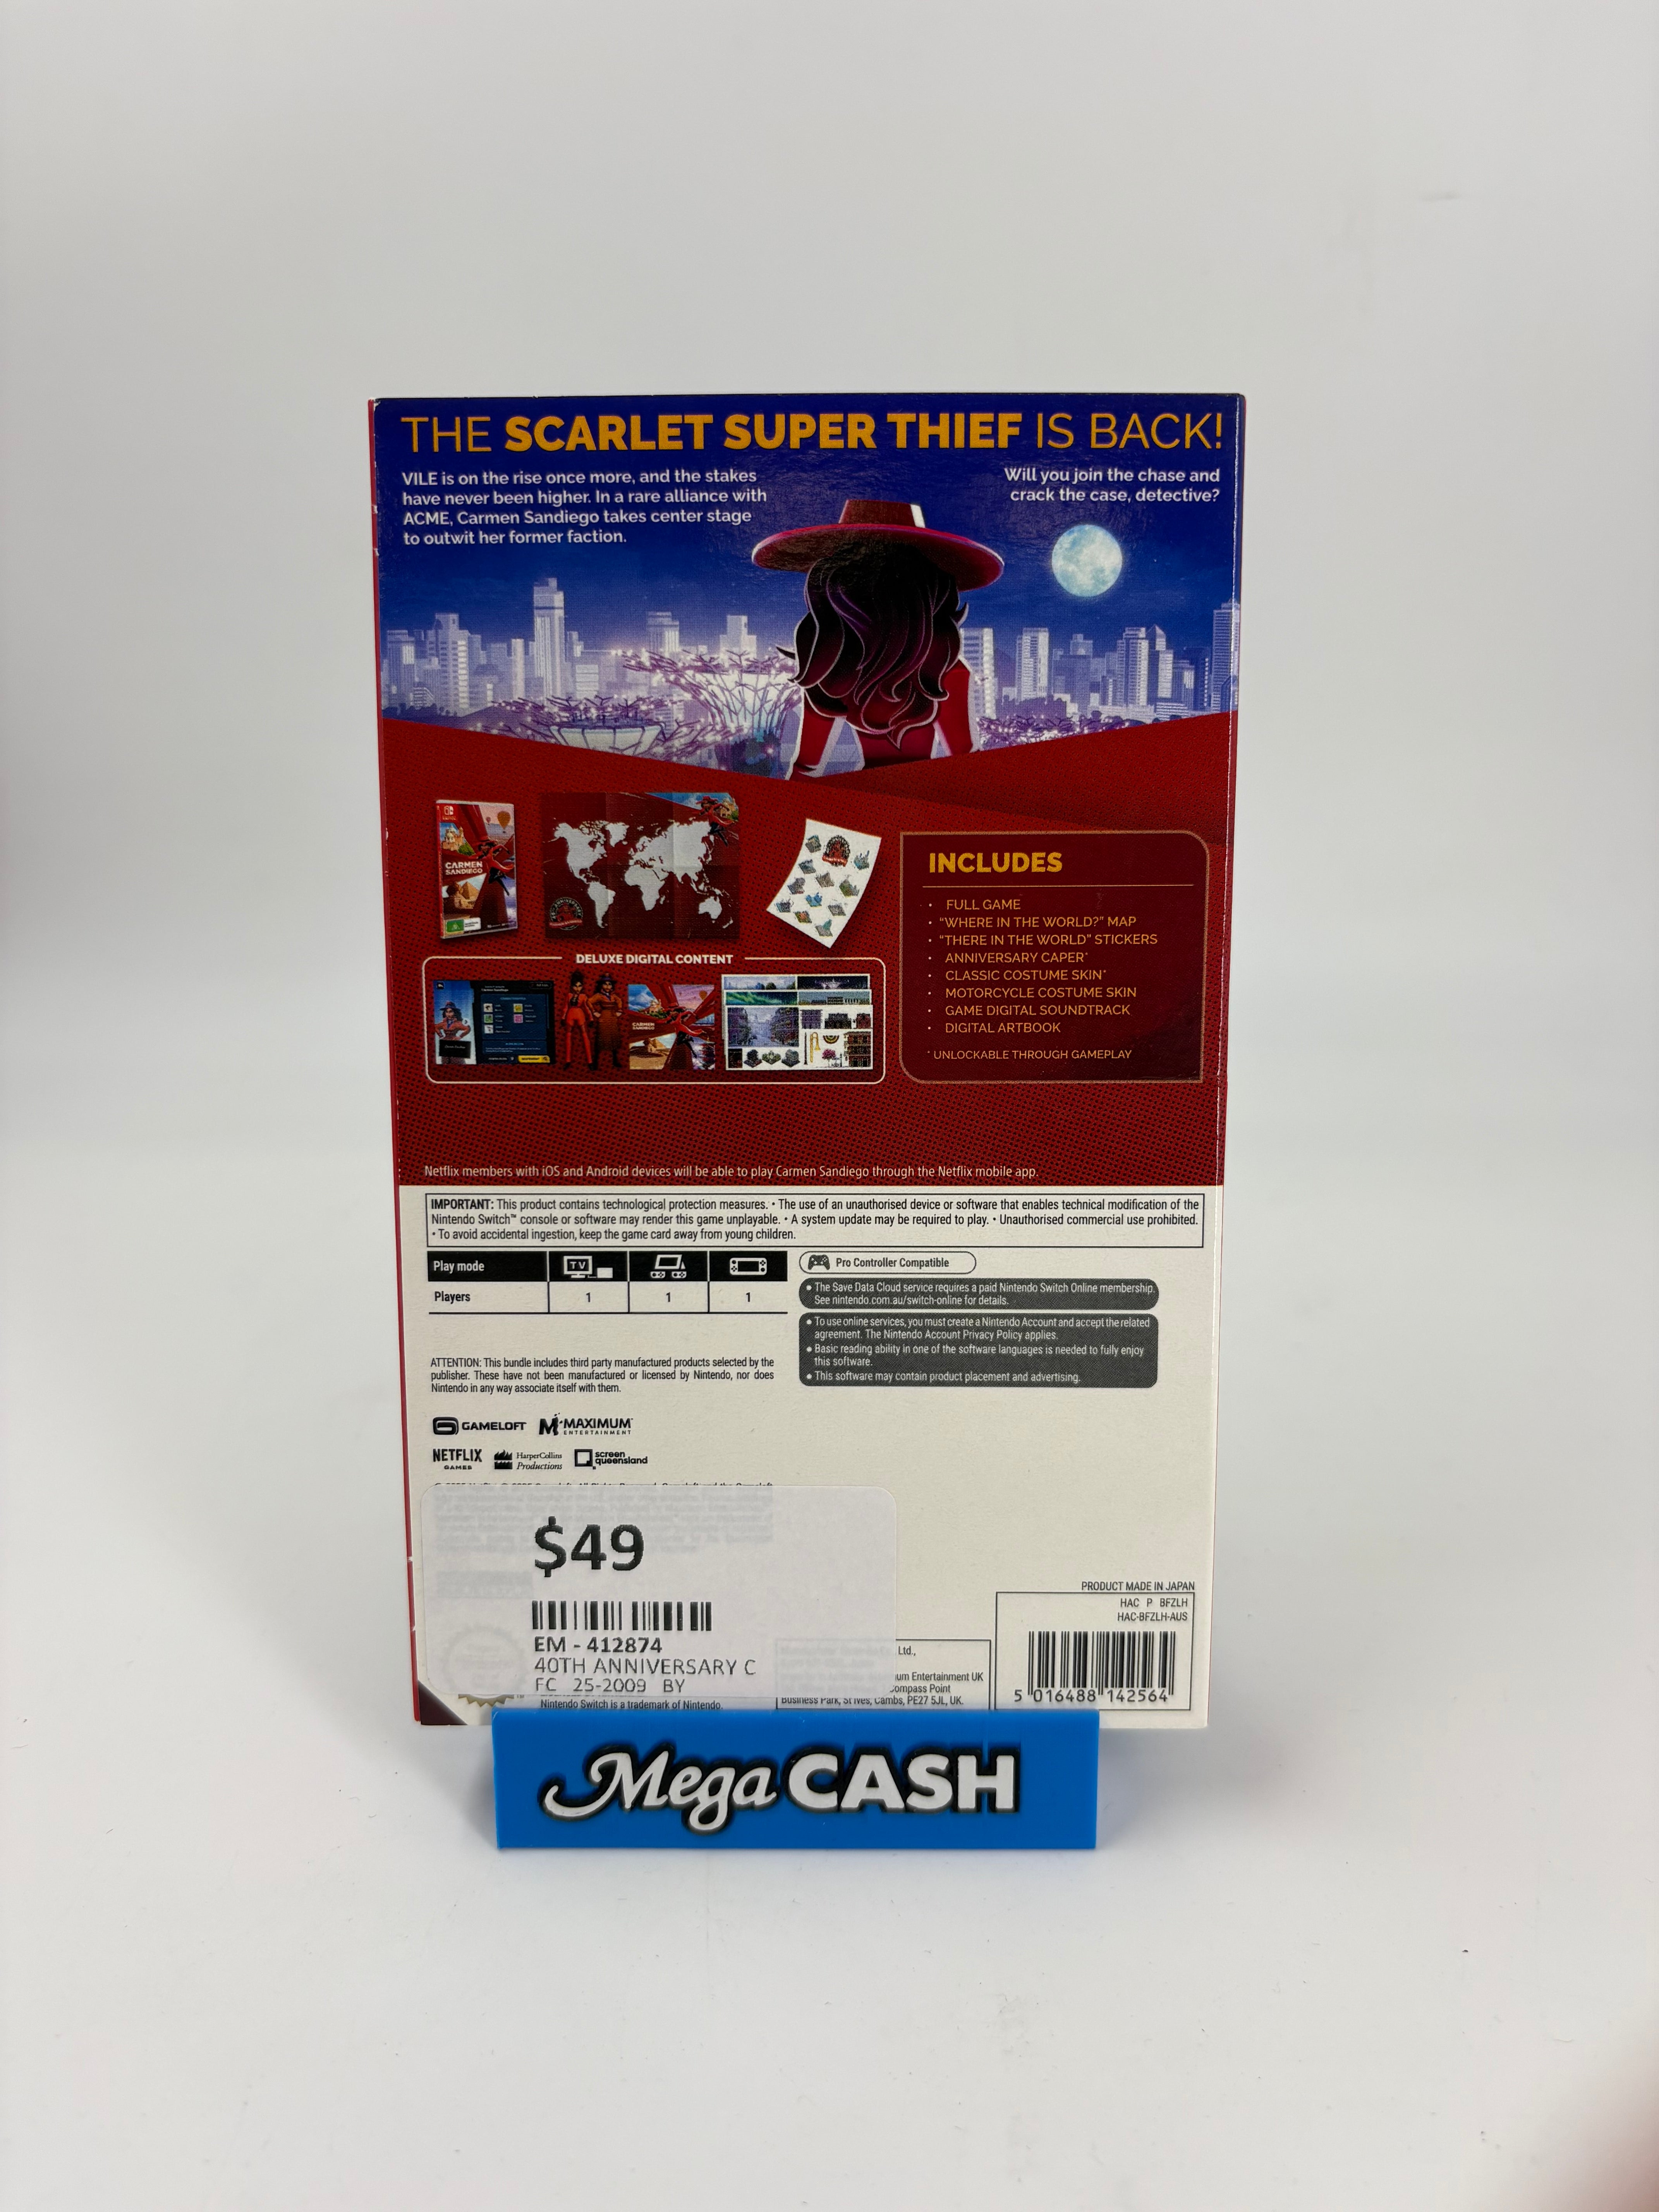 THE SCARLET SUPER THIEF IS BACK!
VILE is on the rise once more, and the stakes
have never been higher. In a rare alliance with
ACME, Carmen Sandiego takes center stage
to outwit her former faction.
Will you join the chase and
crack the case, detective?
CARMEN
SANDIEGO
INCLUDES
• FULL GAME
• "WHERE IN THE WORLD?" MAP
• "THERE IN THE WORLD" STICKERS
• ANNIVERSARY CAPER*
• CLASSIC COSTUME SKIN*
• MOTORCYCLE COSTUME SKIN
• GAME DIGITAL SOUNDTRACK
• DIGITAL ARTBOOK
* UNLOCKABLE THROUGH GAMEPLAY
DELUXE DIGITAL CONTENT
CARMEN
SANDIEGO
Netflix members with iOS and Android devices will be able to play Carmen Sandiego through the Netflix mobile app.
IMPORTANT: This product contains technological protection measures. • The use of an unauthorised device or software that enables technical modification of the
Nintendo Switch™ console or software may render this game unplayable. • A system update may be required to play. • Unauthorised commercial use prohibited.
• To avoid accidental ingestion, keep the game card away from young children.
Play mode
TV
Players 1 1 1
Pro Controller Compatible
• The Save Data Cloud service requires a paid Nintendo Switch Online membership.
See nintendo.com.au/switch-online for details.
• To use online services, you must create a Nintendo Account and accept the related
agreement. The Nintendo Account Privacy Policy applies.
• Basic reading ability in one of the software languages is needed to fully enjoy
this software.
• This software may contain product placement and advertising.
ATTENTION: This bundle includes third party manufactured products selected by the
publisher. These have not been manufactured or licensed by Nintendo, nor does
Nintendo in any way associate itself with them.
GAMELOFT
MAXIMUM
ENTERTAINMENT
NETFLIX
GAMES
HarperCollins
Productions
screen
queensland
$49
EM - 412874
40TH ANNIVERSARY C
FC 25-2009 BY
Nintendo Switch is a trademark of Nintendo.
Ltd.,
Entertainment UK
Compass Point
Business Park, St Ives, Cambs, PE27 5JL, UK.
PRODUCT MADE IN JAPAN
HAC P BFZLH
HAC-BFZLH-AUS
5 016488 142564
Mega CASH